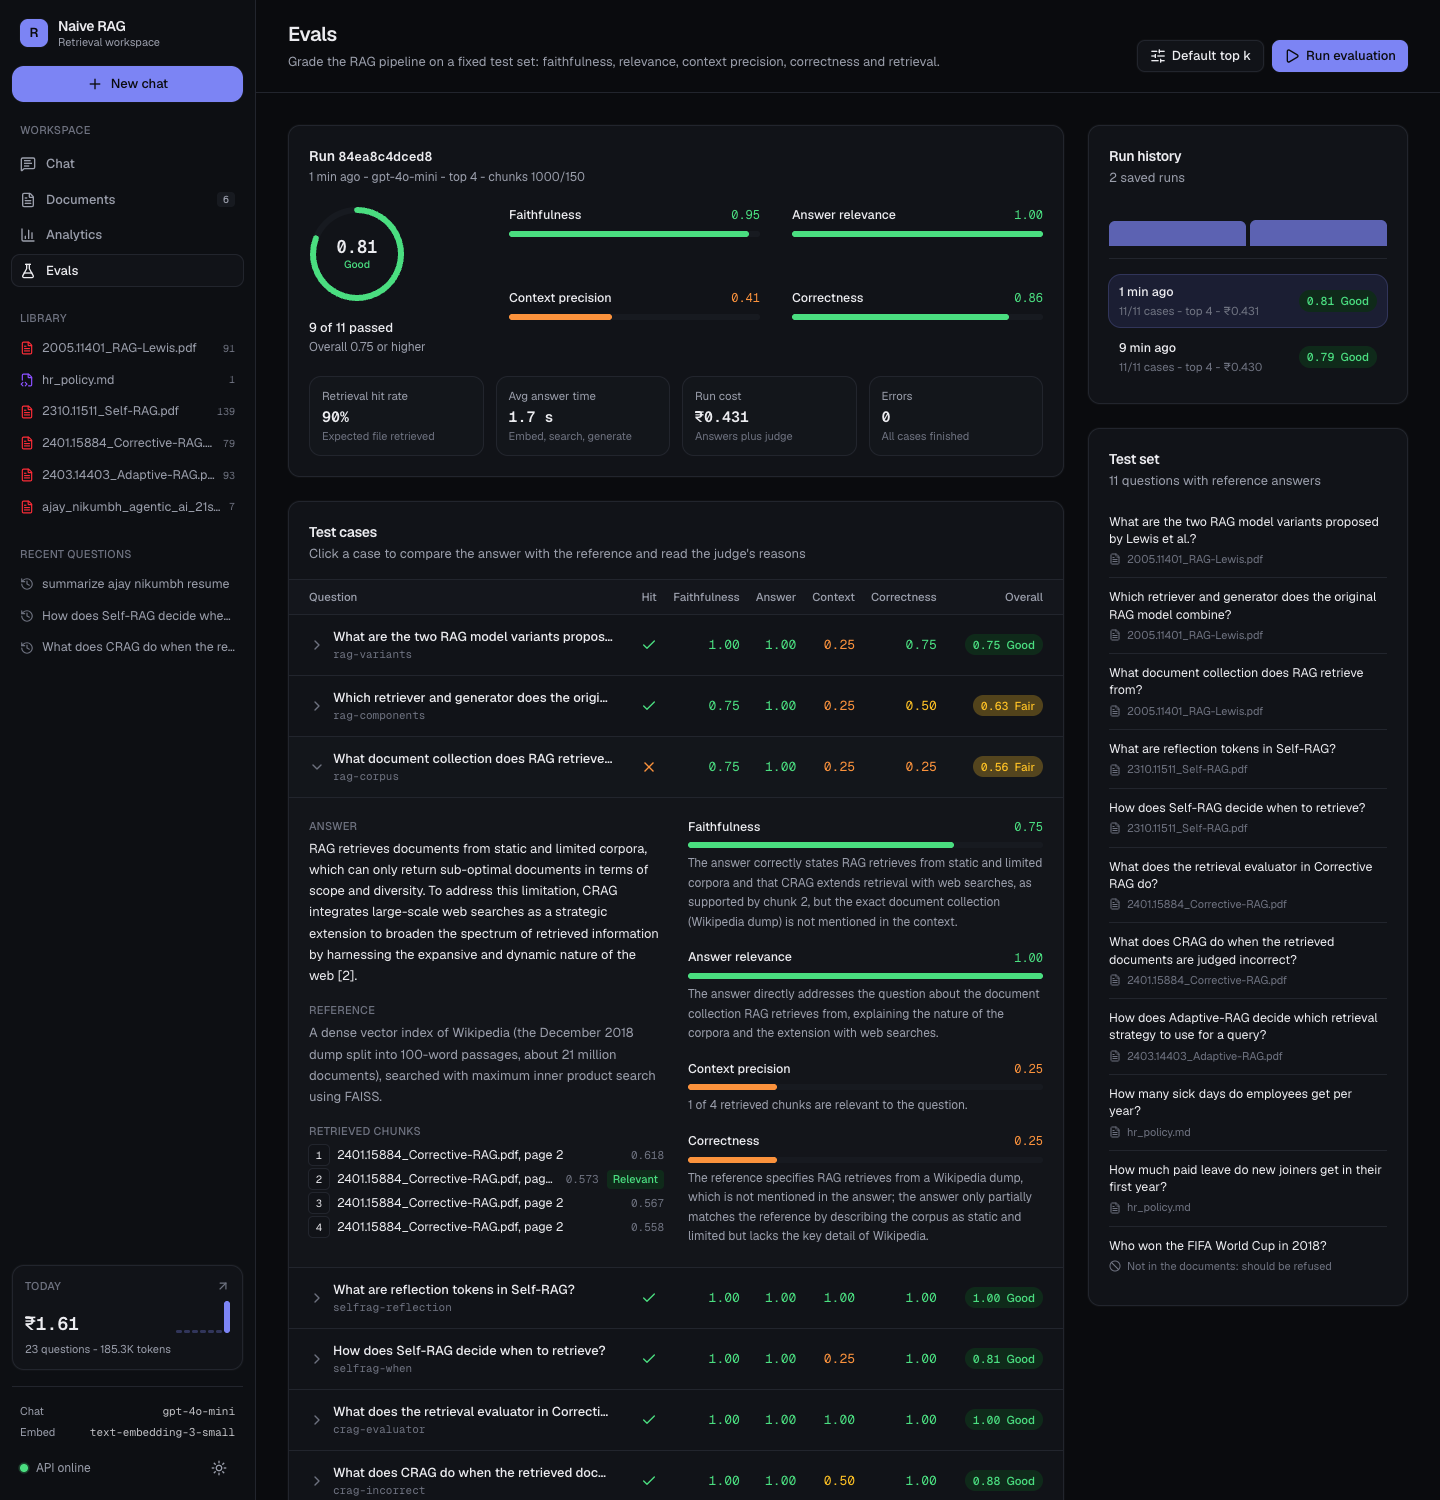 R
Naive RAG
Retrieval workspace
New chat
WORKSPACE
Chat
Documents 6
Analytics
Evals
LIBRARY
2005.11401_RAG-Lewis.pdf 91
hr_policy.md 1
2310.11511_Self-RAG.pdf 139
2401.15884_Corrective-RAG.... 79
2403.14403_Adaptive-RAG.p... 93
ajay_nikumbh_agentic_ai_21s... 7
RECENT QUESTIONS
summarize ajay nikumbh resume
How does Self-RAG decide whe...
What does CRAG do when the re...
TODAY
₹1.61
23 questions - 185.3K tokens
Chat gpt-4o-mini
Embed text-embedding-3-small
API online
Evals
Grade the RAG pipeline on a fixed test set: faithfulness, relevance, context precision, correctness and retrieval.
Default top k
Run evaluation
Run 84ea8c4dced8
1 min ago - gpt-4o-mini - top 4 - chunks 1000/150
0.81
Good
9 of 11 passed
Overall 0.75 or higher
Faithfulness 0.95
Answer relevance 1.00
Context precision 0.41
Correctness 0.86
Retrieval hit rate
90%
Expected file retrieved
Avg answer time
1.7 s
Embed, search, generate
Run cost
₹0.431
Answers plus judge
Errors
0
All cases finished
Test cases
Click a case to compare the answer with the reference and read the judge's reasons
Question Hit Faithfulness Answer Context Correctness Overall
What are the two RAG model variants propos... 1.00 1.00 0.25 0.75 0.75 Good
rag-variants
Which retriever and generator does the origi... 0.75 1.00 0.25 0.50 0.63 Fair
rag-components
What document collection does RAG retrieve... 0.75 1.00 0.25 0.25 0.56 Fair
rag-corpus
ANSWER
RAG retrieves documents from static and limited corpora,
which can only return sub-optimal documents in terms of
scope and diversity. To address this limitation, CRAG
integrates large-scale web searches as a strategic
extension to broaden the spectrum of retrieved information
by harnessing the expansive and dynamic nature of the
web [2].
REFERENCE
A dense vector index of Wikipedia (the December 2018
dump split into 100-word passages, about 21 million
documents), searched with maximum inner product search
using FAISS.
RETRIEVED CHUNKS
1 2401.15884_Corrective-RAG.pdf, page 2 0.618
2 2401.15884_Corrective-RAG.pdf, pag... 0.573 Relevant
3 2401.15884_Corrective-RAG.pdf, page 2 0.567
4 2401.15884_Corrective-RAG.pdf, page 2 0.558
Faithfulness 0.75
The answer correctly states RAG retrieves from static and limited
corpora and that CRAG extends retrieval with web searches, as
supported by chunk 2, but the exact document collection
(Wikipedia dump) is not mentioned in the context.
Answer relevance 1.00
The answer directly addresses the question about the document
collection RAG retrieves from, explaining the nature of the
corpora and the extension with web searches.
Context precision 0.25
1 of 4 retrieved chunks are relevant to the question.
Correctness 0.25
The reference specifies RAG retrieves from a Wikipedia dump,
which is not mentioned in the answer; the answer only partially
matches the reference by describing the corpus as static and
limited but lacks the key detail of Wikipedia.
What are reflection tokens in Self-RAG? 1.00 1.00 1.00 1.00 1.00 Good
selfrag-reflection
How does Self-RAG decide when to retrieve? 1.00 1.00 0.25 1.00 0.81 Good
selfrag-when
What does the retrieval evaluator in Correcti... 1.00 1.00 1.00 1.00 1.00 Good
crag-evaluator
What does CRAG do when the retrieved doc... 1.00 1.00 0.50 1.00 0.88 Good
crag-incorrect
Run history
2 saved runs
1 min ago
11/11 cases - top 4 - ₹0.431
0.81 Good
9 min ago
11/11 cases - top 4 - ₹0.430
0.79 Good
Test set
11 questions with reference answers
What are the two RAG model variants proposed
by Lewis et al.?
2005.11401_RAG-Lewis.pdf
Which retriever and generator does the original
RAG model combine?
2005.11401_RAG-Lewis.pdf
What document collection does RAG retrieve
from?
2005.11401_RAG-Lewis.pdf
What are reflection tokens in Self-RAG?
2310.11511_Self-RAG.pdf
How does Self-RAG decide when to retrieve?
2310.11511_Self-RAG.pdf
What does the retrieval evaluator in Corrective
RAG do?
2401.15884_Corrective-RAG.pdf
What does CRAG do when the retrieved
documents are judged incorrect?
2401.15884_Corrective-RAG.pdf
How does Adaptive-RAG decide which retrieval
strategy to use for a query?
2403.14403_Adaptive-RAG.pdf
How many sick days do employees get per
year?
hr_policy.md
How much paid leave do new joiners get in their
first year?
hr_policy.md
Who won the FIFA World Cup in 2018?
Not in the documents: should be refused